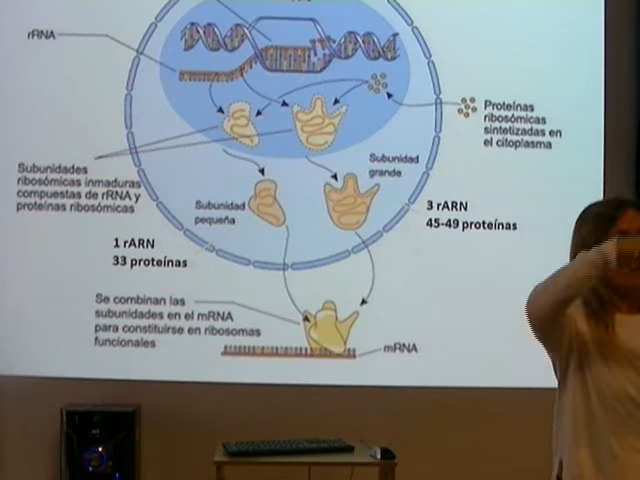 rRNA
Proteínas
ribosómicas
sintetizadas en
el citoplasma
Subunidades
ribosómicas inmaduras
compuestas de rRNA y
proteínas ribosómicas
Subunidad
grande
Subunidad
pequeña
3 rARN
45-49 proteínas
1 rARN
33 proteínas
Se combinan las
subunidades en el mRNA
para constituirse en ribosomas
funcionales
mRNA